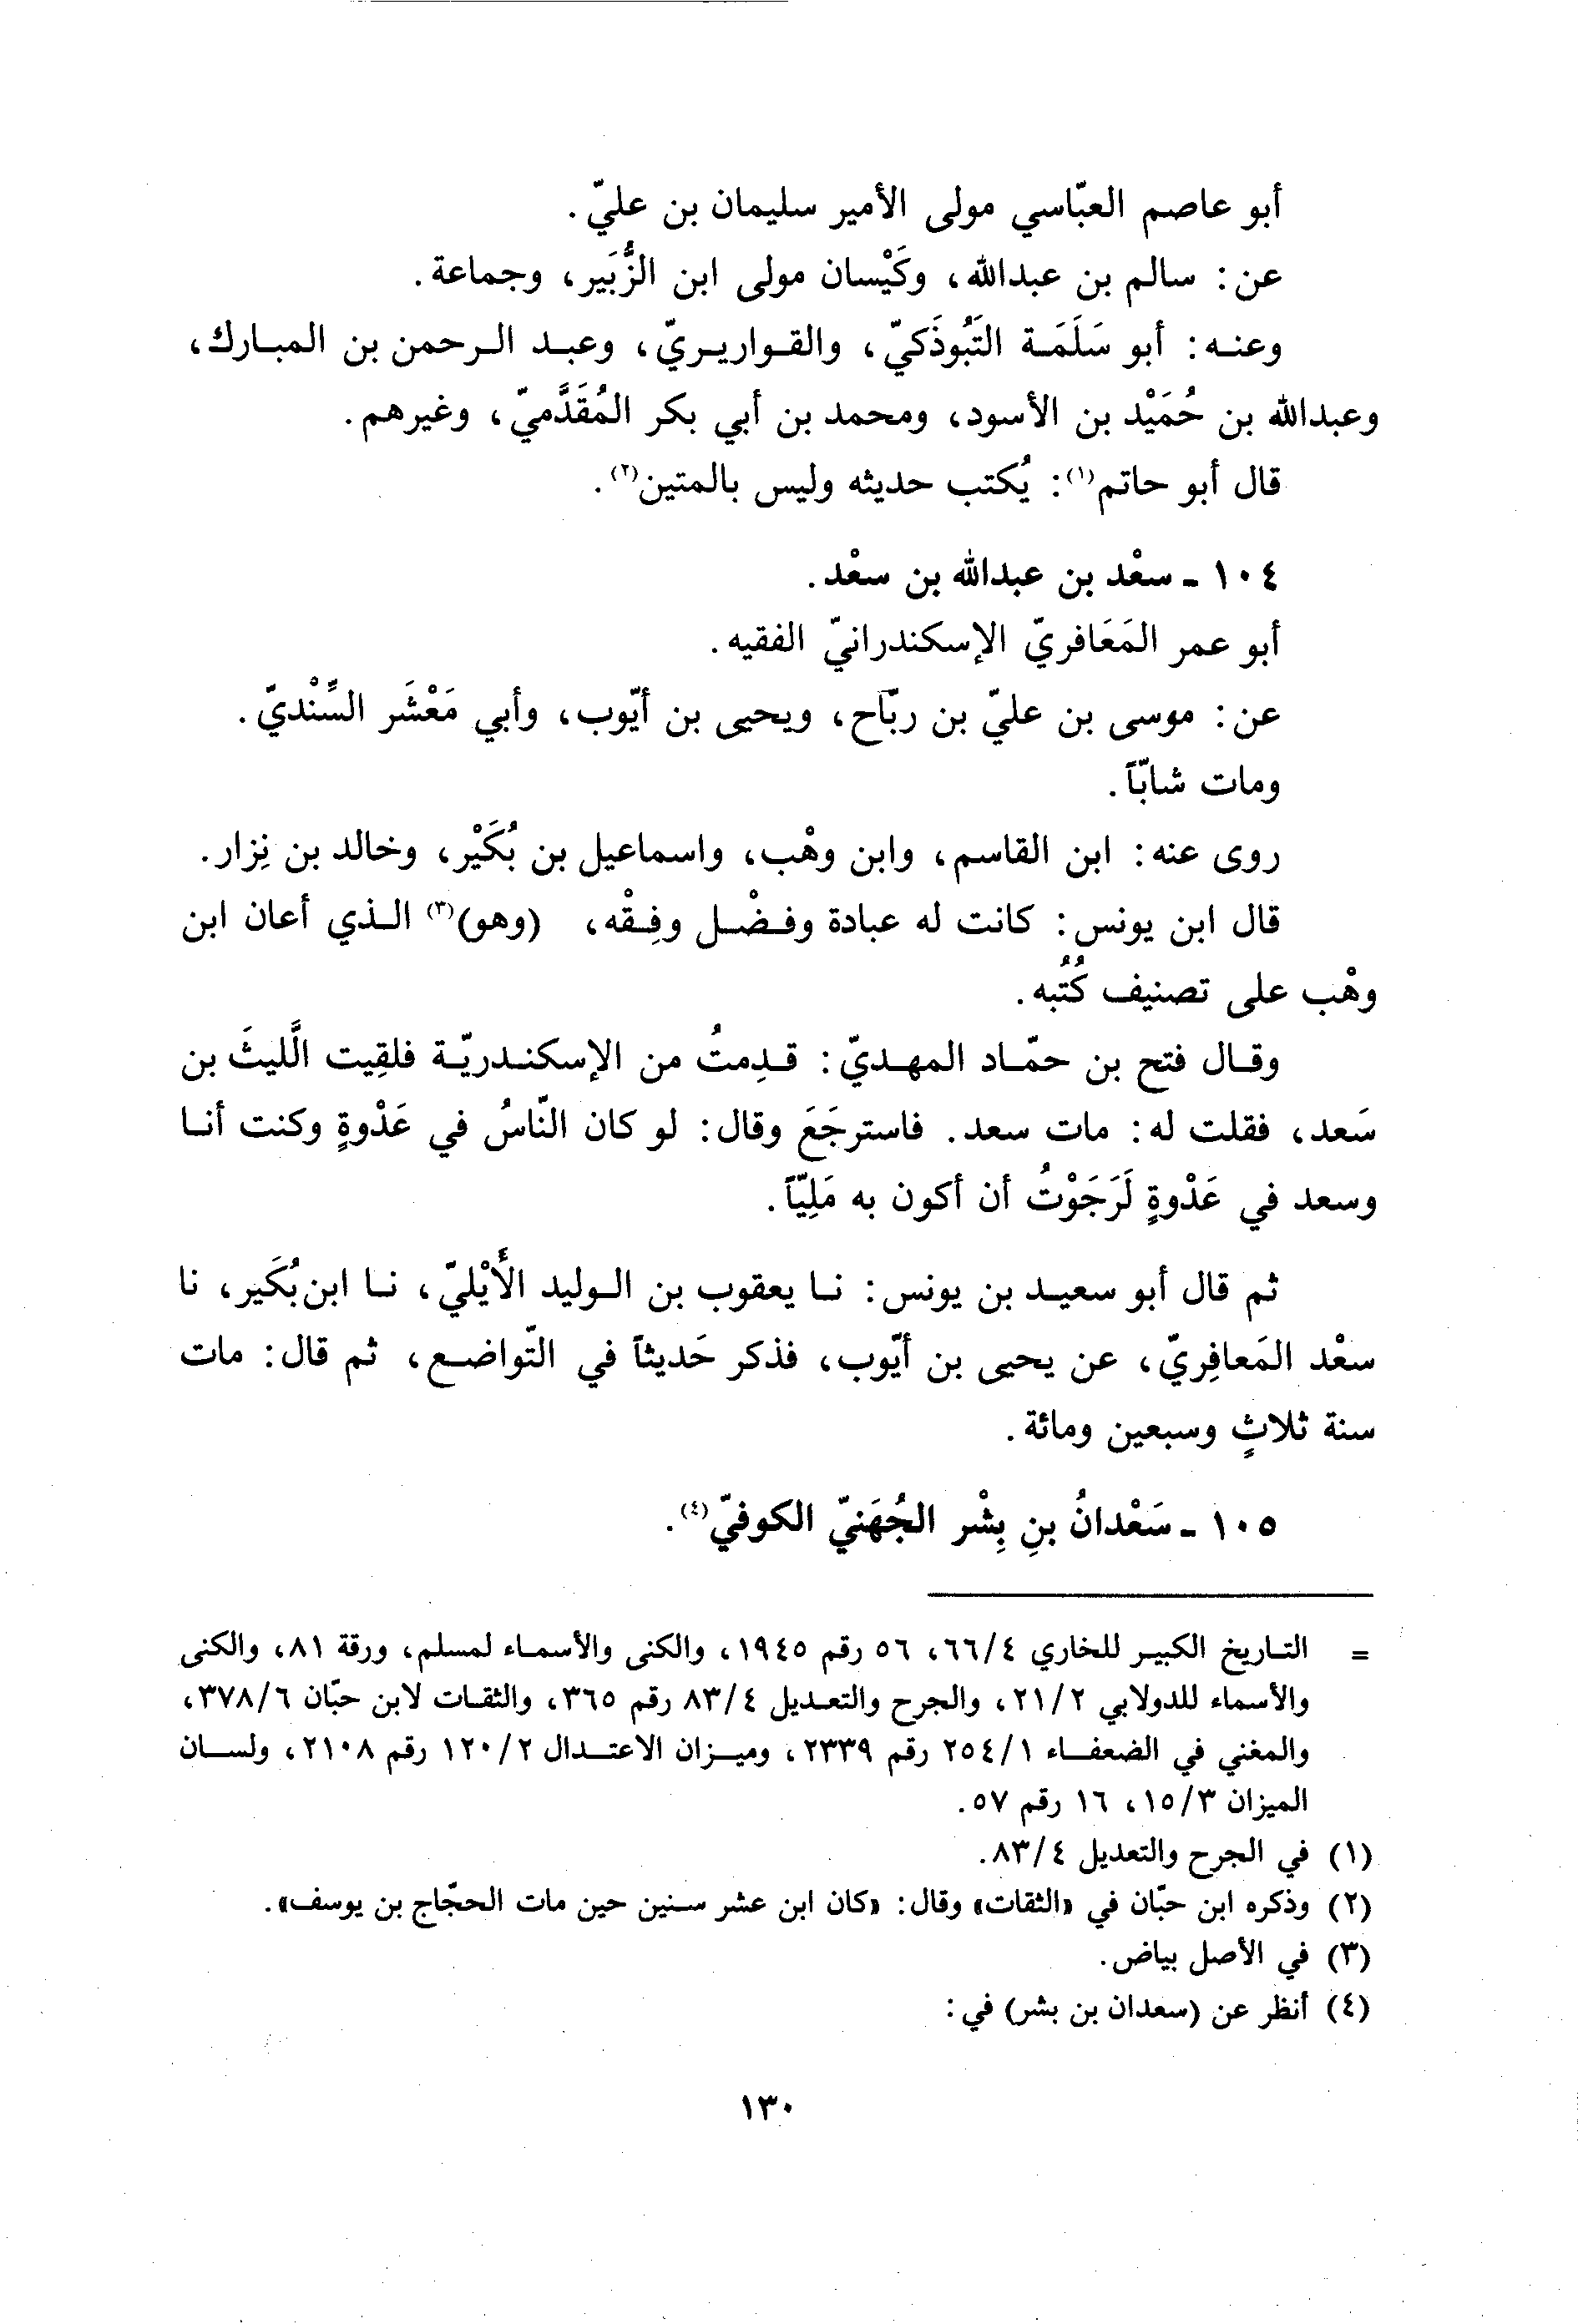 أبو عاصم العبّاسي مولى الأمير سليمان بن عليّ.
عن: سالم بن عبدالله، وكَيْسان مولى ابن الزُّبَير، وجماعة.
وعنه: أبو سَلَمَة التَبُوذَكيّ، والقواريريّ، وعبد الرحمن بن المبارك،
وعبدالله بن حُمَيْد بن الأسود، ومحمد بن أبي بكر المُقَدَّميّ، وغيرهم.
قال أبو حاتم(١): يُكتب حديثه وليس بالمتين(٢).
١٠٤ - سعْد بن عبدالله بن سعْد.
أبو عمر المَعَافريّ الإسكندرانيّ الفقيه.
عن: موسى بن عليّ بن ربّاح، ويحيى بن أيّوب، وأبي مَعْشَر السِّنْديّ.
ومات شابّاً.
روى عنه: ابن القاسم، وابن وهْب، واسماعيل بن بُكَيْر، وخالد بن نِزار.
قال ابن يونس: كانت له عبادة وفضْل وفِقْه، (وهو)(٣) الذي أعان ابن
وهْب على تصنيف كُتُبه.
وقال فتح بن حمّاد المهديّ: قدِمتُ من الإسكندريّة فلقِيت الَّليثَ بن
سَعد، فقلت له: مات سعد. فاسترجَعَ وقال: لو كان النّاسُ في عَدْوةٍ وكنت أنا
وسعد في عَدْوةٍ لَرَجَوْتُ أن أكون به مَلِيّاً.
ثم قال أبو سعيد بن يونس: نا يعقوب بن الوليد الأَيْليّ، نا ابن بُكَير، نا
سعْد المَعافِريّ، عن يحيى بن أيّوب، فذكر حَديثاً في التّواضع، ثم قال: مات
سنة ثلاثٍ وسبعين ومائة.
١٠٥ - سَعْدانُ بنِ بِشْر الجُهَنيّ الكوفيّ(٤).
= التاريخ الكبير للخاري ٦٦/٤، ٥٦ رقم ١٩٤٥، والكنى والأسماء لمسلم، ورقة ٨١، والكنى
والأسماء للدولابي ٢١/٢، والجرح والتعديل ٨٣/٤ رقم ٣٦٥، والثقات لابن حبّان ٣٧٨/٦،
والمغني في الضعفاء ٢٥٤/١ رقم ٢٣٣٩، وميزان الاعتدال ١٢٠/٢ رقم ٢١٠٨، ولسان
الميزان ١٥/٣، ١٦ رقم ٥٧.
(١) في الجرح والتعديل ٨٣/٤.
(٢) وذكره ابن حبّان في «الثقات» وقال: «كان ابن عشر سنين حين مات الحجّاج بن يوسف».
(٣) في الأصل بياض.
(٤) أنظر عن (سعدان بن بشر) في:
١٣٠